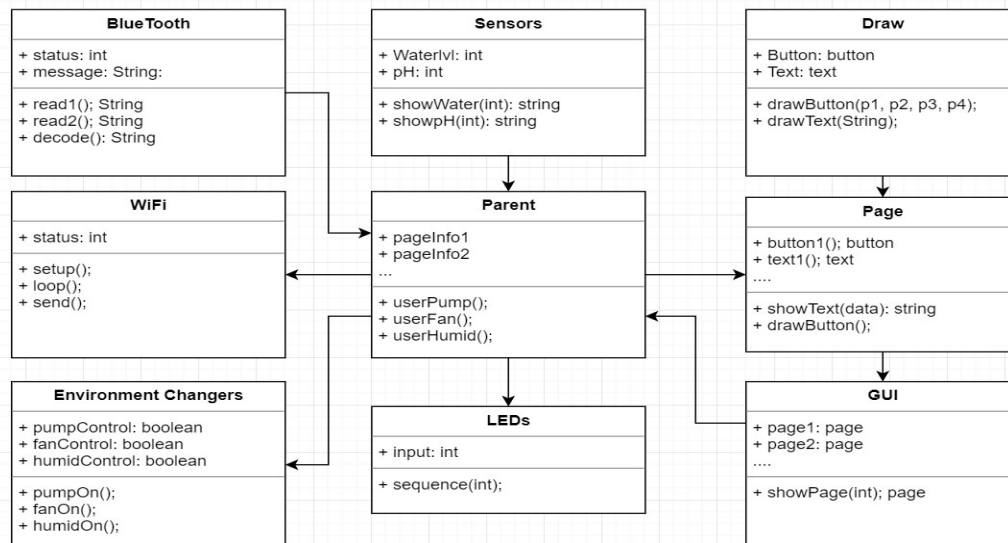 BlueTooth
+ status: int
+ message: String:
+ read1(); String
+ read2(); String
+ decode(): String
Sensors
+ Waterlvl: int
+ pH: int
+ showWater(int): string
+ showpH(int): string
Draw
+ Button: button
+ Text: text
+ drawButton(p1, p2, p3, p4);
+ drawText(String);
WiFi
+ status: int
+ setup();
+ loop();
+ send();
Parent
+ pageInfo1
+ pageInfo2
...
+ userPump();
+ userFan();
+ userHumid();
Page
+ button1(); button
+ text1(); text
....
+ showText(data): string
+ drawButton();
Environment Changers
+ pumpControl: boolean
+ fanControl: boolean
+ humidControl: boolean
+ pumpOn();
+ fanOn();
+ humidOn();
LEDs
+ input: int
+ sequence(int);
GUI
+ page1: page
+ page2: page
....
+ showPage(int); page